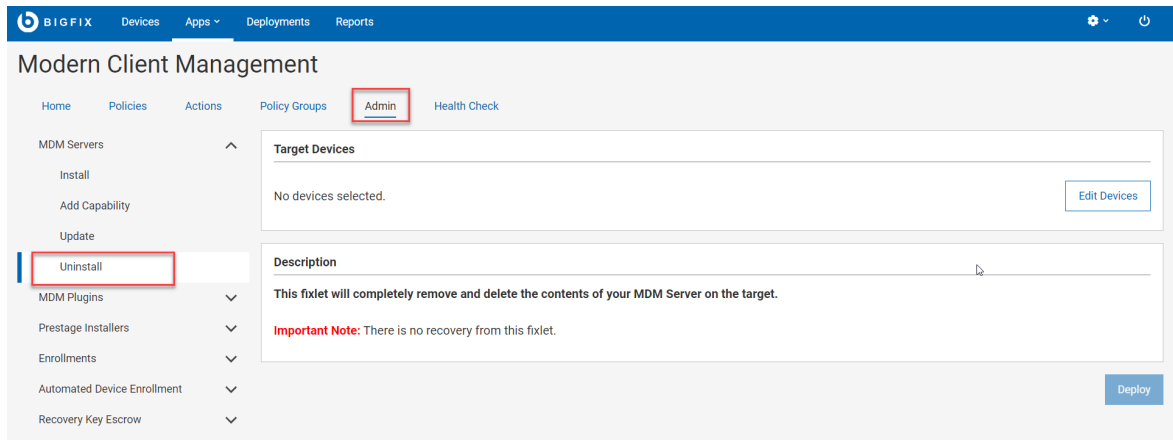 BIGFIX Devices Apps Deployments Reports
Modern Client Management
Home Policies Actions Policy Groups Admin Health Check
MDM Servers
Install
Add Capability
Update
Uninstall
MDM Plugins
Prestage Installers
Enrollments
Automated Device Enrollment
Recovery Key Escrow
Target Devices
No devices selected.
Edit Devices
Description
This fixlet will completely remove and delete the contents of your MDM Server on the target.
Important Note: There is no recovery from this fixlet.
Deploy